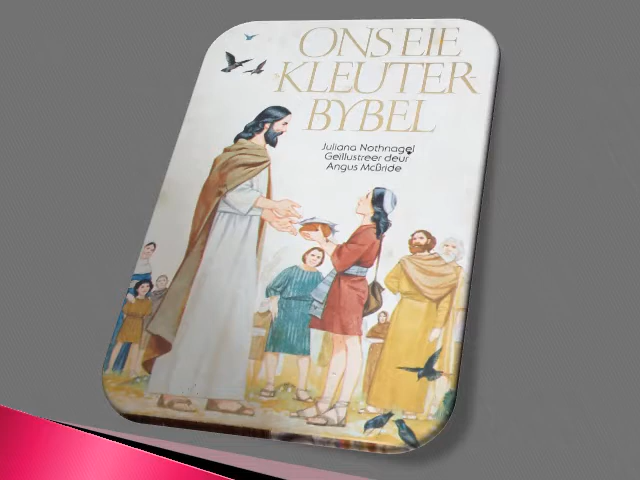 ONS EIE
KLEUTER-
BYBEL
Juliana Nothnagel
Geïllustreer deur
Angus McBride